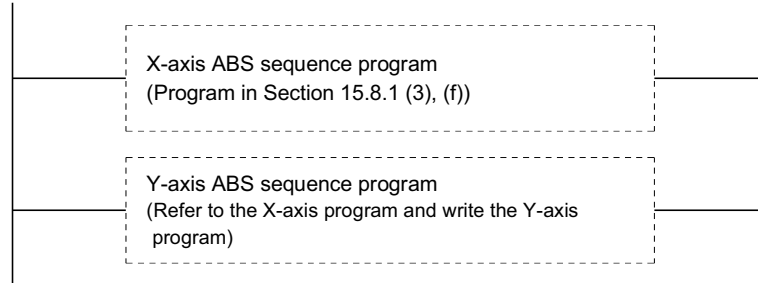 X-axis ABS sequence program
(Program in Section 15.8.1 (3), (f))
Y-axis ABS sequence program
(Refer to the X-axis program and write the Y-axis
program)